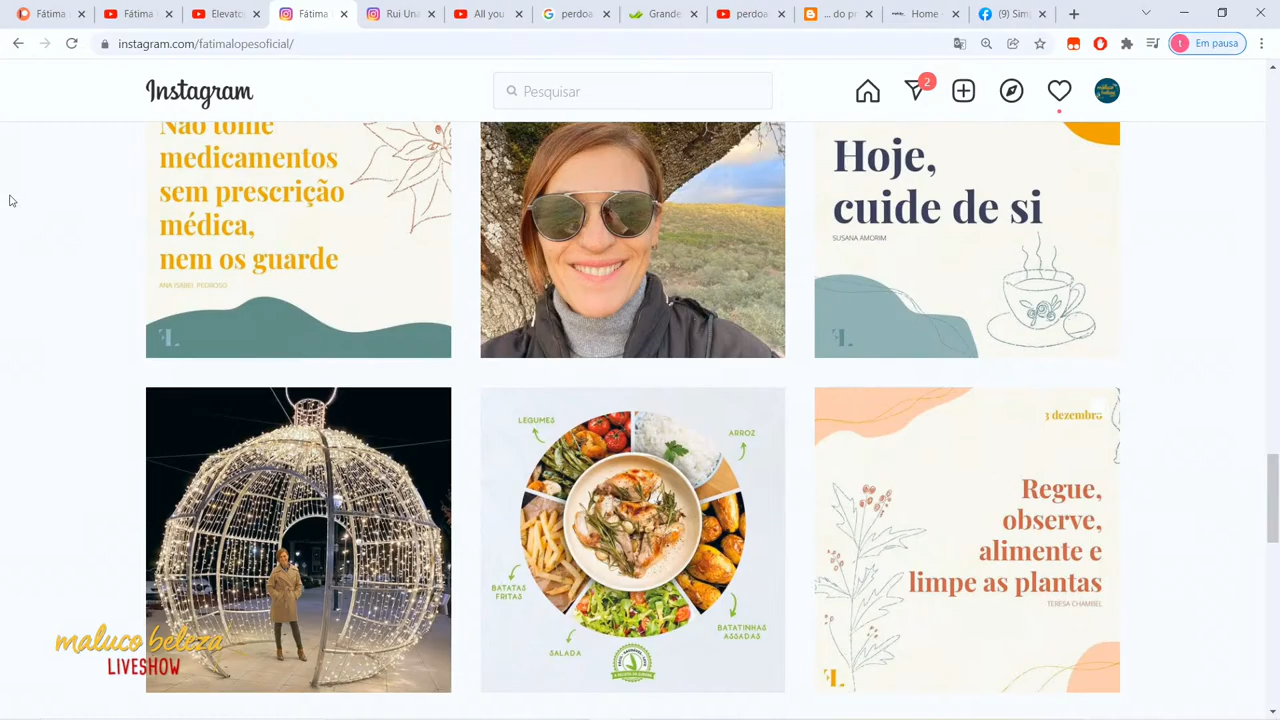 Fátima
Fátima
Elevato
Fátima
Rui Una
All you
perdoa
Grande
perdoa
... do pr
Home -
(9) Sim
instagram.com/fatimalopesoficial/
t
Em pausa
Instagram
Pesquisar
2
Não tome
medicamentos
sem prescrição
médica,
nem os guarde
ANA ISABEL PEDROSO
FL
Hoje,
cuide de si
SUSANA AMORIM
FL
LEGUMES
ARROZ
BATATAS
FRITAS
SALADA
BATATINHAS
ASSADAS
3 dezembro
Regue,
observe,
alimente e
limpe as plantas
TERESA CHAMBEL
FL
maluco beleza
LIVESHOW